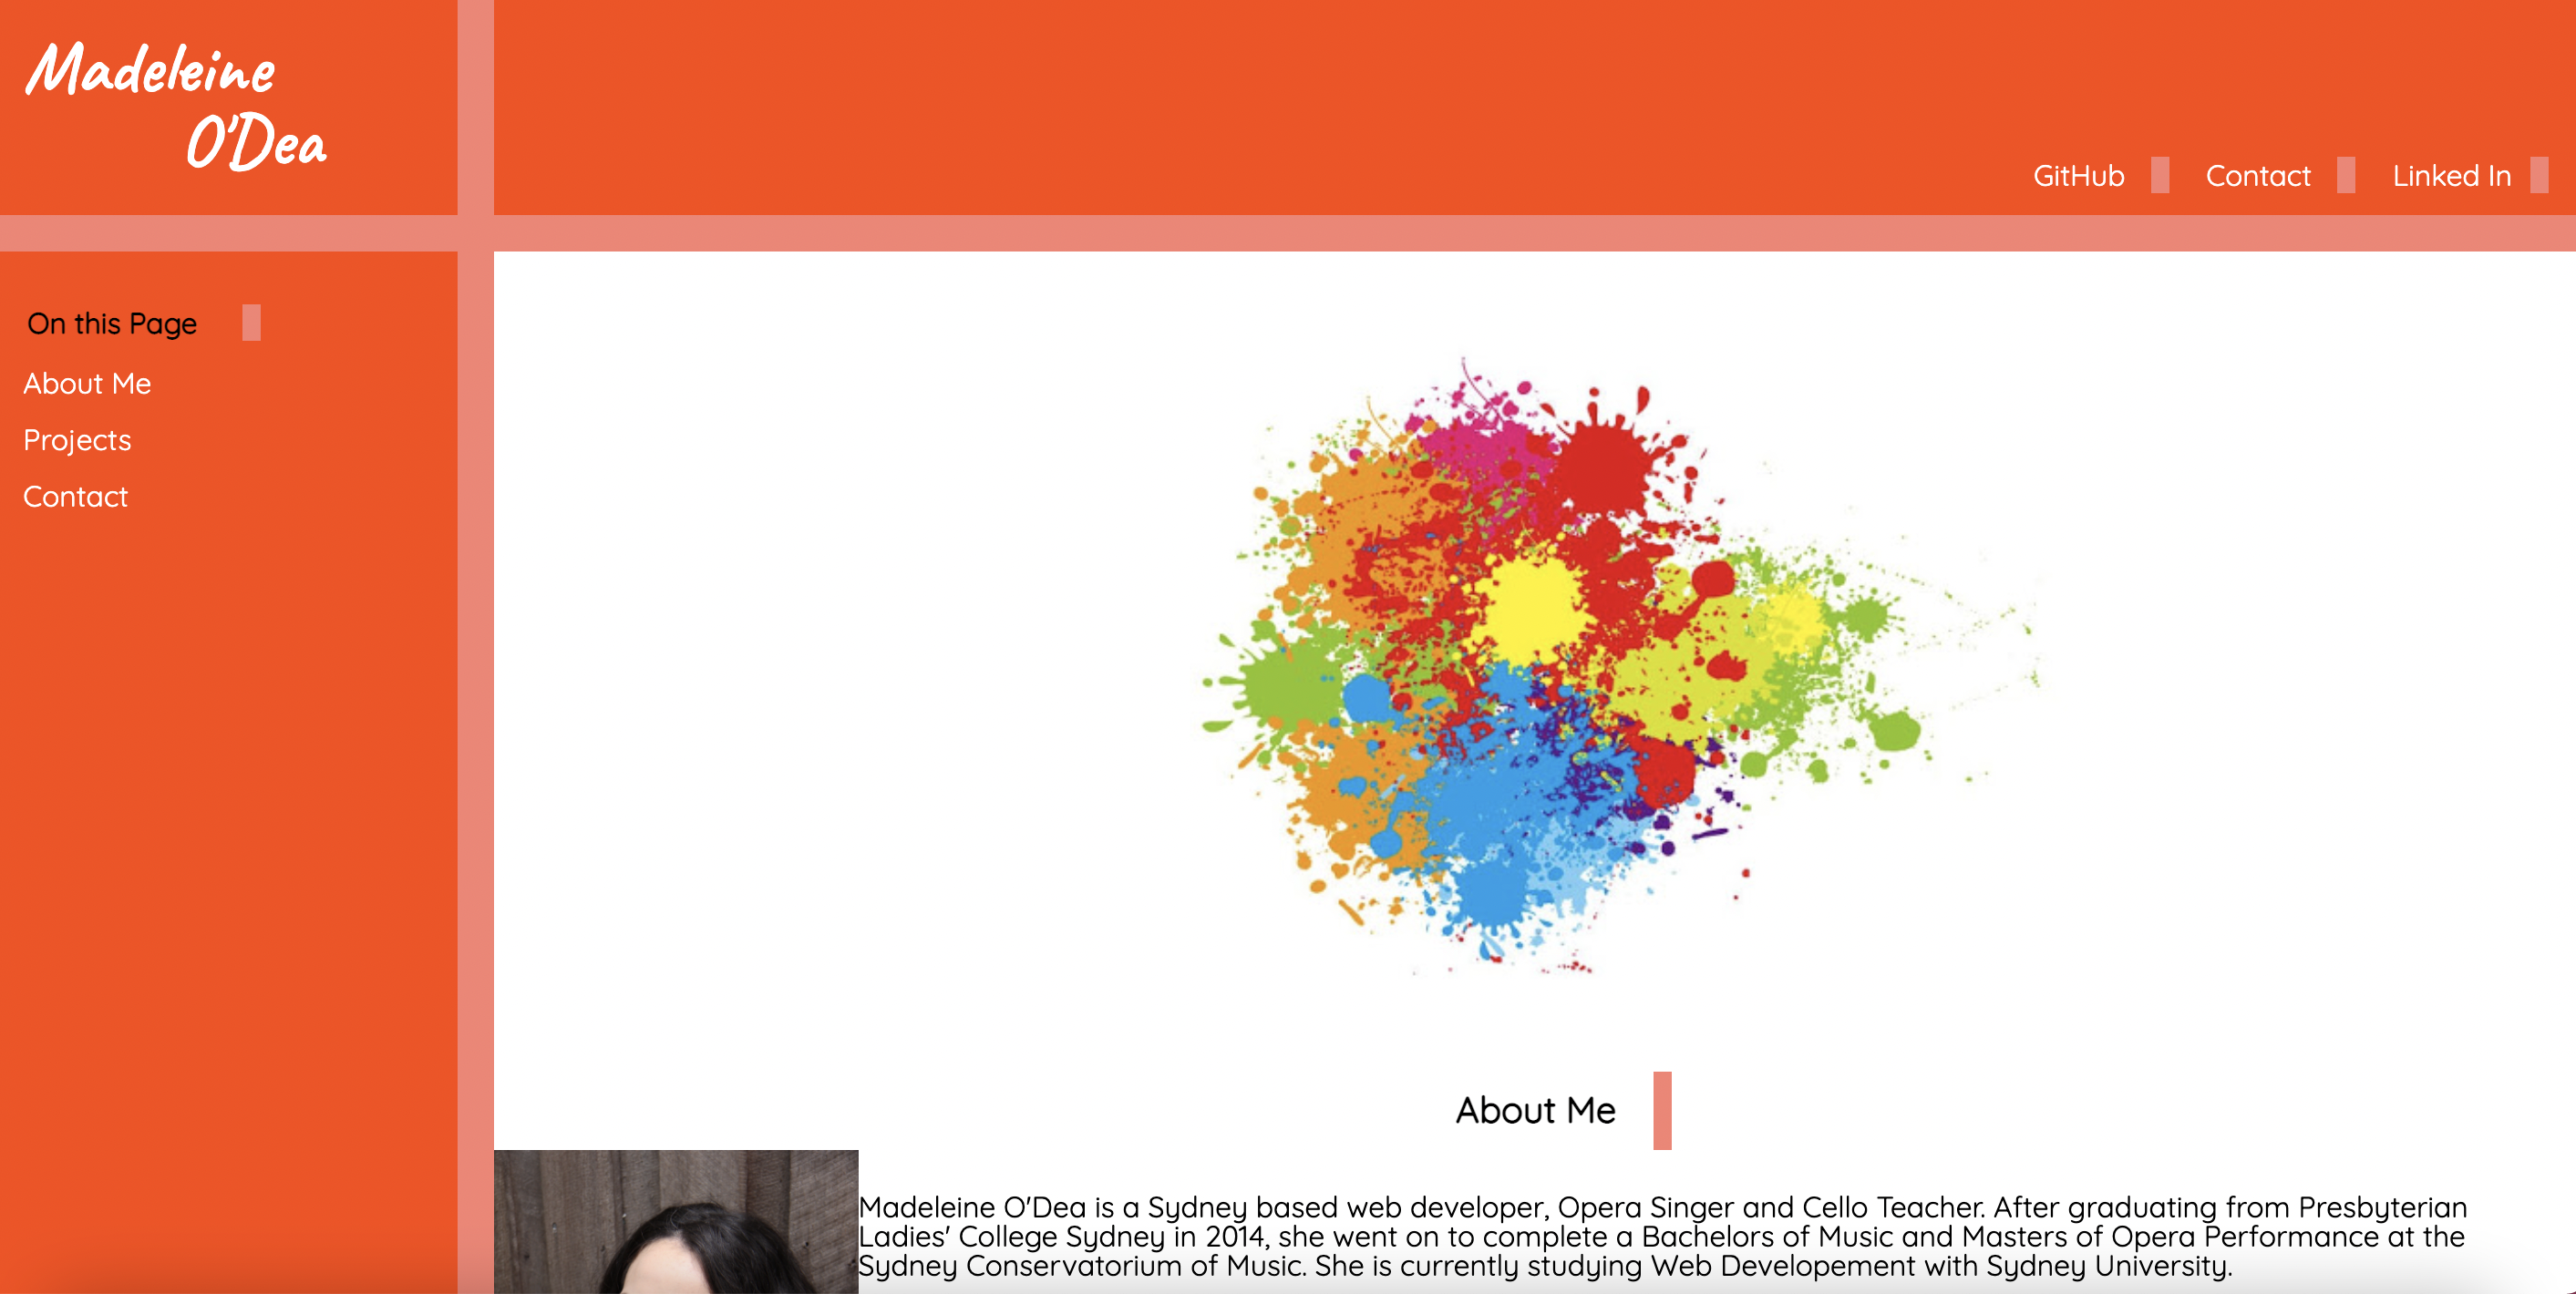 Madeleine
O'Dea
GitHub
Contact
Linked In
On this Page
About Me
Projects
Contact
About Me
Madeleine O'Dea is a Sydney based web developer, Opera Singer and Cello Teacher. After graduating from Presbyterian
Ladies' College Sydney in 2014, she went on to complete a Bachelors of Music and Masters of Opera Performance at the
Sydney Conservatorium of Music. She is currently studying Web Developement with Sydney University.